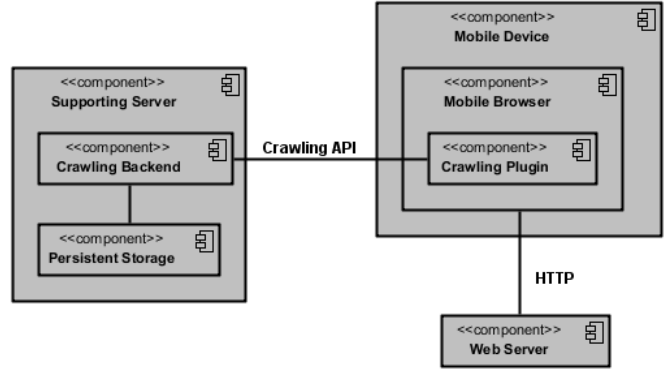 <<component>>
Mobile Device
<<component>>
Supporting Server
<<component>>
Mobile Browser
<<component>>
Crawling Backend
Crawling API
<<component>>
Crawling Plugin
<<component>>
Persistent Storage
HTTP
<<component>>
Web Server